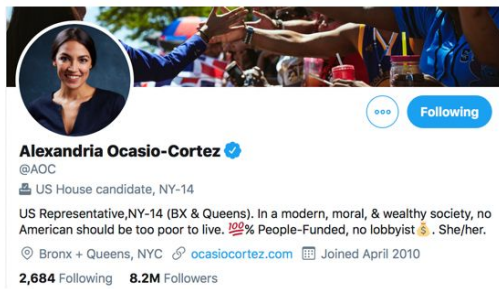 Following
Alexandria Ocasio-Cortez
@AOC
US House candidate, NY-14
US Representative,NY-14 (BX & Queens). In a modern, moral, & wealthy society, no
American should be too poor to live. 💯% People-Funded, no lobbyist💰. She/her.
Bronx + Queens, NYC ocasiocortez.com Joined April 2010
2,684 Following 8.2M Followers